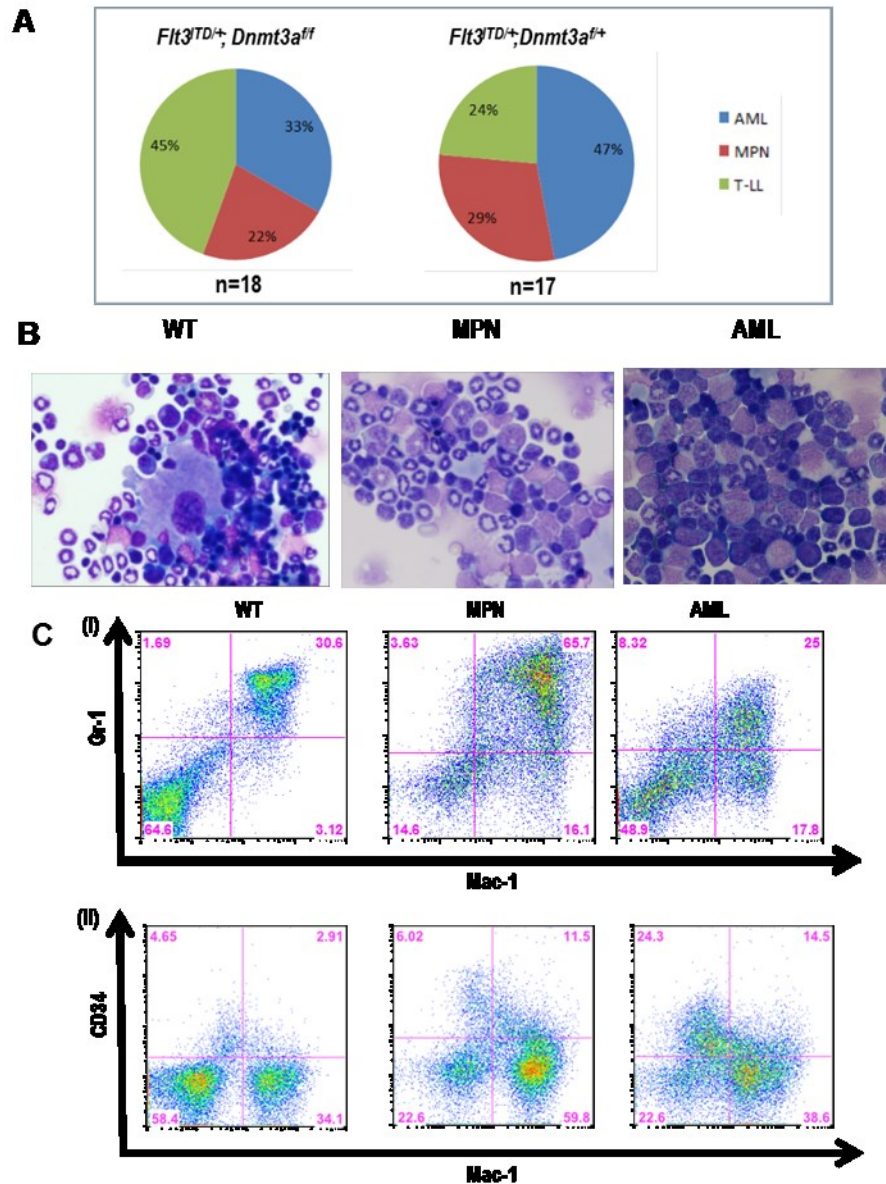 A
Flt3ITD/+; Dnmt3af/f
Flt3ITD/+;Dnmt3af/+
45%
33%
22%
24%
47%
29%
AML
MPN
T-LL
n=18
n=17
B
WT
MPN
AML
C
(I)
WT
MPN
AML
1.69
30.6
3.63
65.7
8.32
25
Gr-1
64.6
3.12
14.6
16.1
48.9
17.8
Mac-1
(II)
4.65
2.91
6.02
11.5
24.3
14.5
CD34
58.4
34.1
22.6
59.8
22.6
38.6
Mac-1